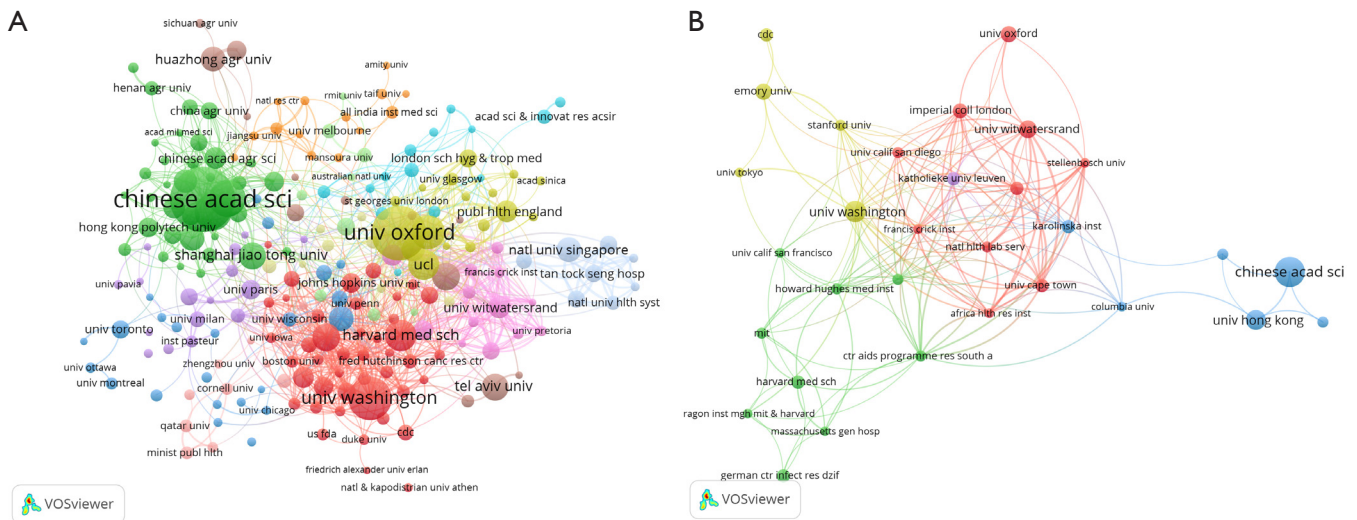 A
sichuan agr univ
huazhong agr univ
henan agr univ
amity univ
china agr univ
natl res ctr
rmit univ
taif univ
all india inst med sci
acad mil med sci
jiangsu univ
univ melbourne
acad sci & innovat res acsir
chinese acad agr sci
mansoura univ
london sch hyg & trop med
australian natl univ
univ glasgow
acad sinica
chinese acad sci
st georges univ london
publ hlth england
hong kong polytech univ
univ oxford
shanghai jiao tong univ
ucl
natl univ singapore
francis crick inst
tan tock seng hosp
univ pavia
univ paris
johns hopkins univ
mit
univ penn
natl univ hlth syst
univ witwatersrand
univ toronto
univ milan
univ wisconsin
univ pretoria
inst pasteur
univ iowa
harvard med sch
zhengzhou univ
boston univ
fred hutchinson canc res ctr
univ ottawa
univ montreal
cornell univ
tel aviv univ
univ washington
univ chicago
qatar univ
us fda
duke univ
cdc
minist publ hlth
friedrich alexander univ erlan
natl & kapodistrian univ athen
VOSviewer
B
cdc
univ oxford
emory univ
imperial coll london
stanford univ
univ witwatersrand
univ calif san diego
stellenbosch univ
univ tokyo
katholieke univ leuven
univ washington
francis crick inst
karolinska inst
natl hlth lab serv
univ calif san francisco
chinese acad sci
howard hughes med inst
univ cape town
columbia univ
africa hlth res inst
univ hong kong
mit
ctr aids programme res south a
harvard med sch
ragon inst mgh mit & harvard
massachusetts gen hosp
german ctr infect res dzif
VOSviewer